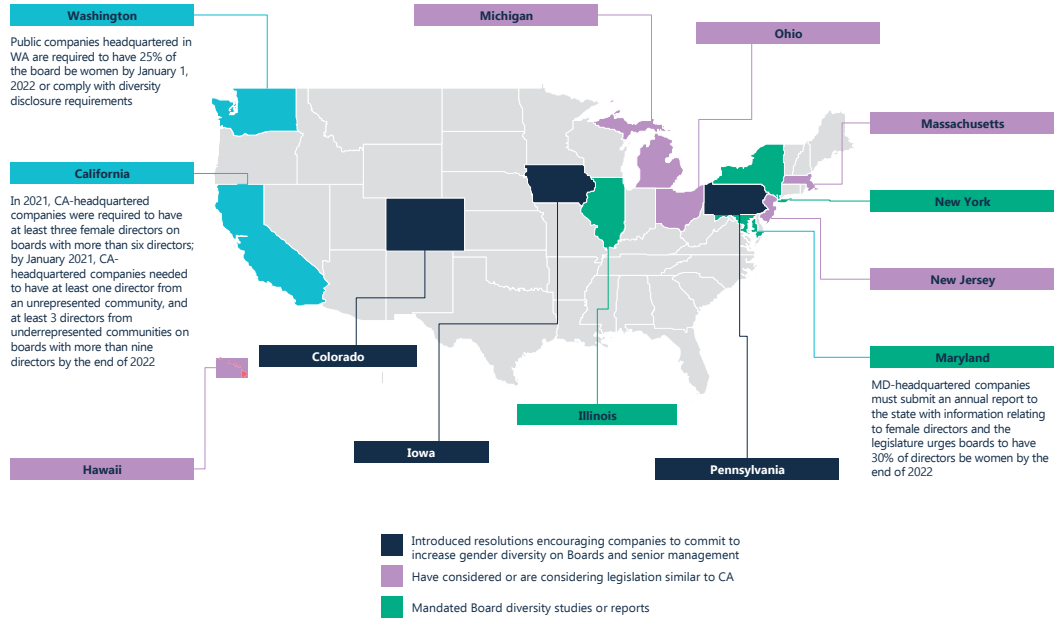 Washington
Public companies headquartered in
WA are required to have 25% of
the board be women by January 1,
2022 or comply with diversity
disclosure requirements
Michigan
Ohio
Massachusetts
California
In 2021, CA-headquartered
companies were required to have
at least three female directors on
boards with more than six directors;
by January 2021, CA-
headquartered companies needed
to have at least one director from
an unrepresented community, and
at least 3 directors from
underrepresented communities on
boards with more than nine
directors by the end of 2022
New York
New Jersey
Colorado
Maryland
MD-headquartered companies
must submit an annual report to
the state with information relating
to female directors and the
legislature urges boards to have
30% of directors be women by the
end of 2022
Illinois
Iowa
Hawaii
Pennsylvania
Introduced resolutions encouraging companies to commit to
increase gender diversity on Boards and senior management
Have considered or are considering legislation similar to CA
Mandated Board diversity studies or reports